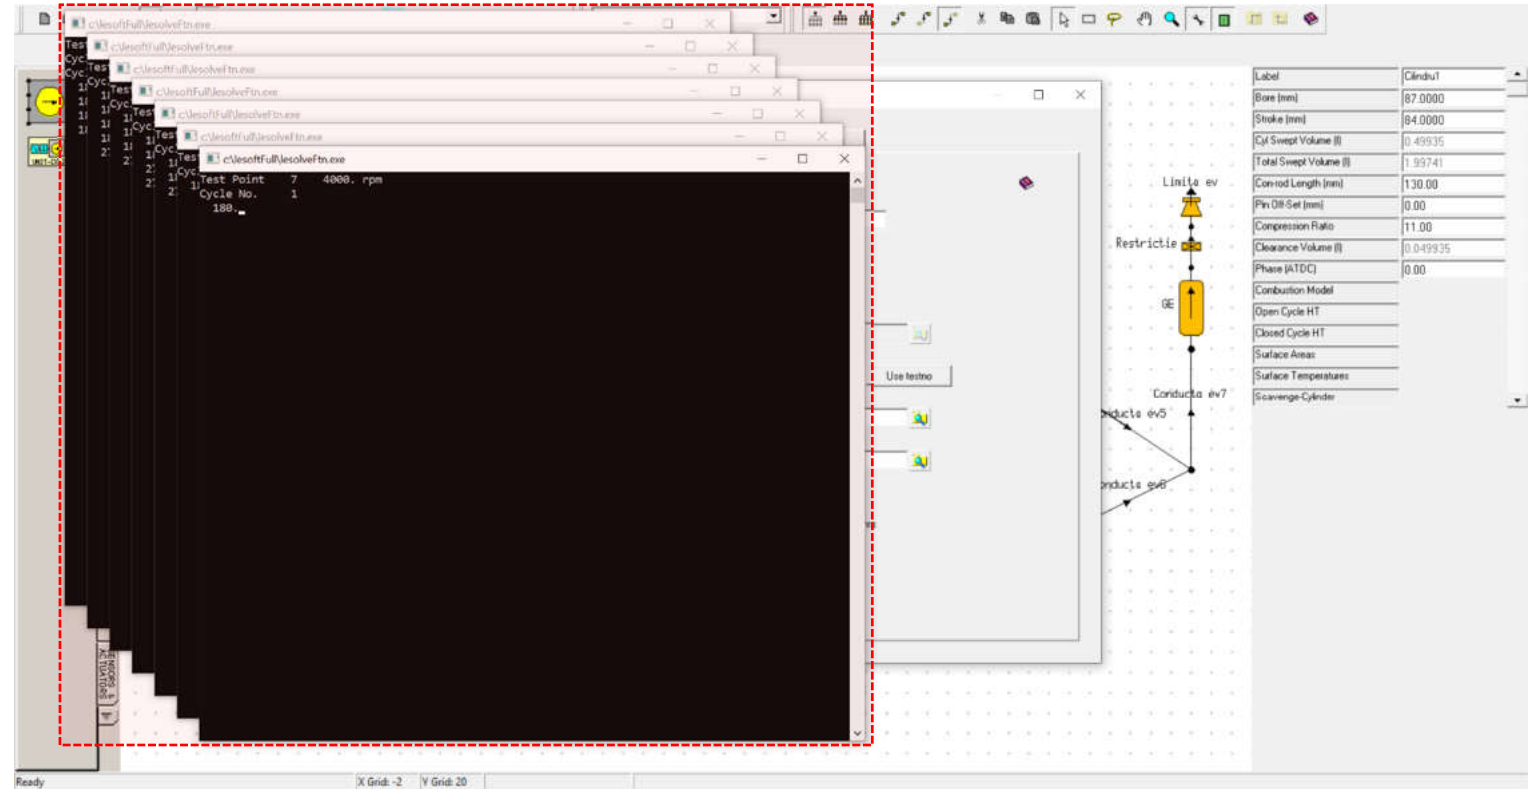 c:\lesoftFull\lesolveFtn.exe
c:\lesoftFull\lesolveFtn.exe
c:\lesoftFull\lesolveFtn.exe
c:\lesoftFull\lesolveFtn.exe
c:\lesoftFull\lesolveFtn.exe
c:\lesoftFull\lesolveFtn.exe
c:\lesoftFull\lesolveFtn.exe
Test Point 7 4000. rpm
Cycle No. 1
180.
Use testno
Limita ev
Restrictie
GE
Conducta ev7
Label Cilindru1
Bore (mm) 87.0000
Stroke (mm) 84.0000
Cyl Swept Volume (l) 0.49935
Total Swept Volume (l) 1.99741
Con-rod Length (mm) 130.00
Pin Off-Set (mm) 0.00
Compression Ratio 11.00
Clearance Volume (l) 0.049935
Phase (ATDC) 0.00
Combustion Model
Open Cycle HT
Closed Cycle HT
Surface Areas
Surface Temperatures
Scavenge-Cylinder
ACTUATORS
Ready X Grid: -2 Y Grid: 20